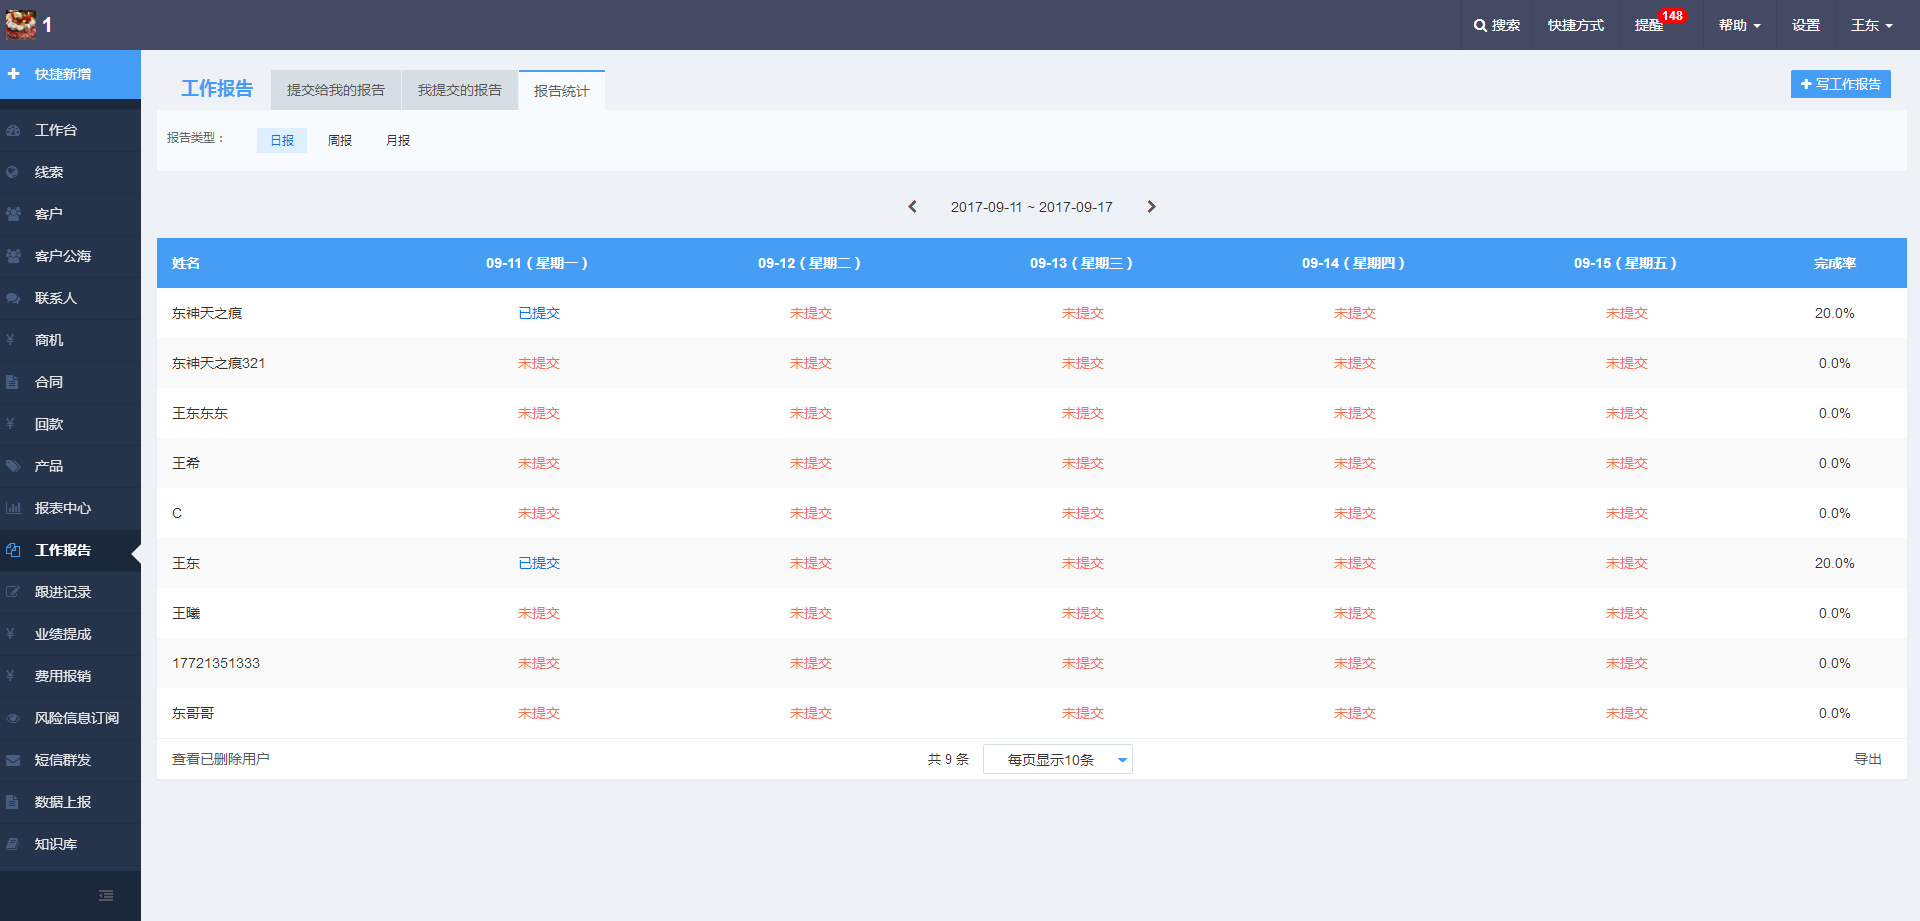 1
搜索
快捷方式
提醒
148
帮助
设置
王东
快捷新增
工作台
线索
客户
客户公海
联系人
商机
合同
回款
产品
报表中心
工作报告
跟进记录
业绩提成
费用报销
风险信息订阅
短信群发
数据上报
知识库
工作报告 提交给我的报告 我提交的报告 报告统计
写工作报告
报告类型： 日报 周报 月报
2017-09-11 ~ 2017-09-17
姓名 09-11（星期一） 09-12（星期二） 09-13（星期三） 09-14（星期四） 09-15（星期五） 完成率
东神天之痕 已提交 未提交 未提交 未提交 未提交 20.0%
东神天之痕321 未提交 未提交 未提交 未提交 未提交 0.0%
王东东东 未提交 未提交 未提交 未提交 未提交 0.0%
王希 未提交 未提交 未提交 未提交 未提交 0.0%
C 未提交 未提交 未提交 未提交 未提交 0.0%
王东 已提交 未提交 未提交 未提交 未提交 20.0%
王曦 未提交 未提交 未提交 未提交 未提交 0.0%
17721351333 未提交 未提交 未提交 未提交 未提交 0.0%
东哥哥 未提交 未提交 未提交 未提交 未提交 0.0%
查看已删除用户 共 9 条 每页显示10条 导出